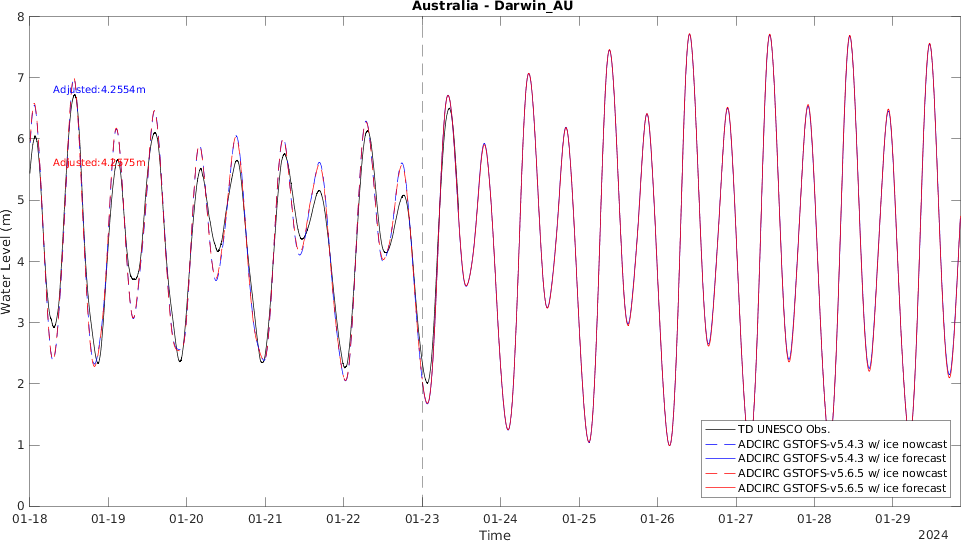 Australia - Darwin_AU
8
7
6
5
4
3
2
1
0
Water Level (m)
Adjusted:4.2554m
TD UNESCO Obs.
ADCIRC GSTOFS-v5.4.3 w/ ice nowcast
ADCIRC GSTOFS-v5.4.3 w/ ice forecast
ADCIRC GSTOFS-v5.6.5 w/ ice nowcast
ADCIRC GSTOFS-v5.6.5 w/ ice forecast
01-18 01-19 01-20 01-21 01-22 01-23 01-24 01-25 01-26 01-27 01-28 01-29
Time
2024